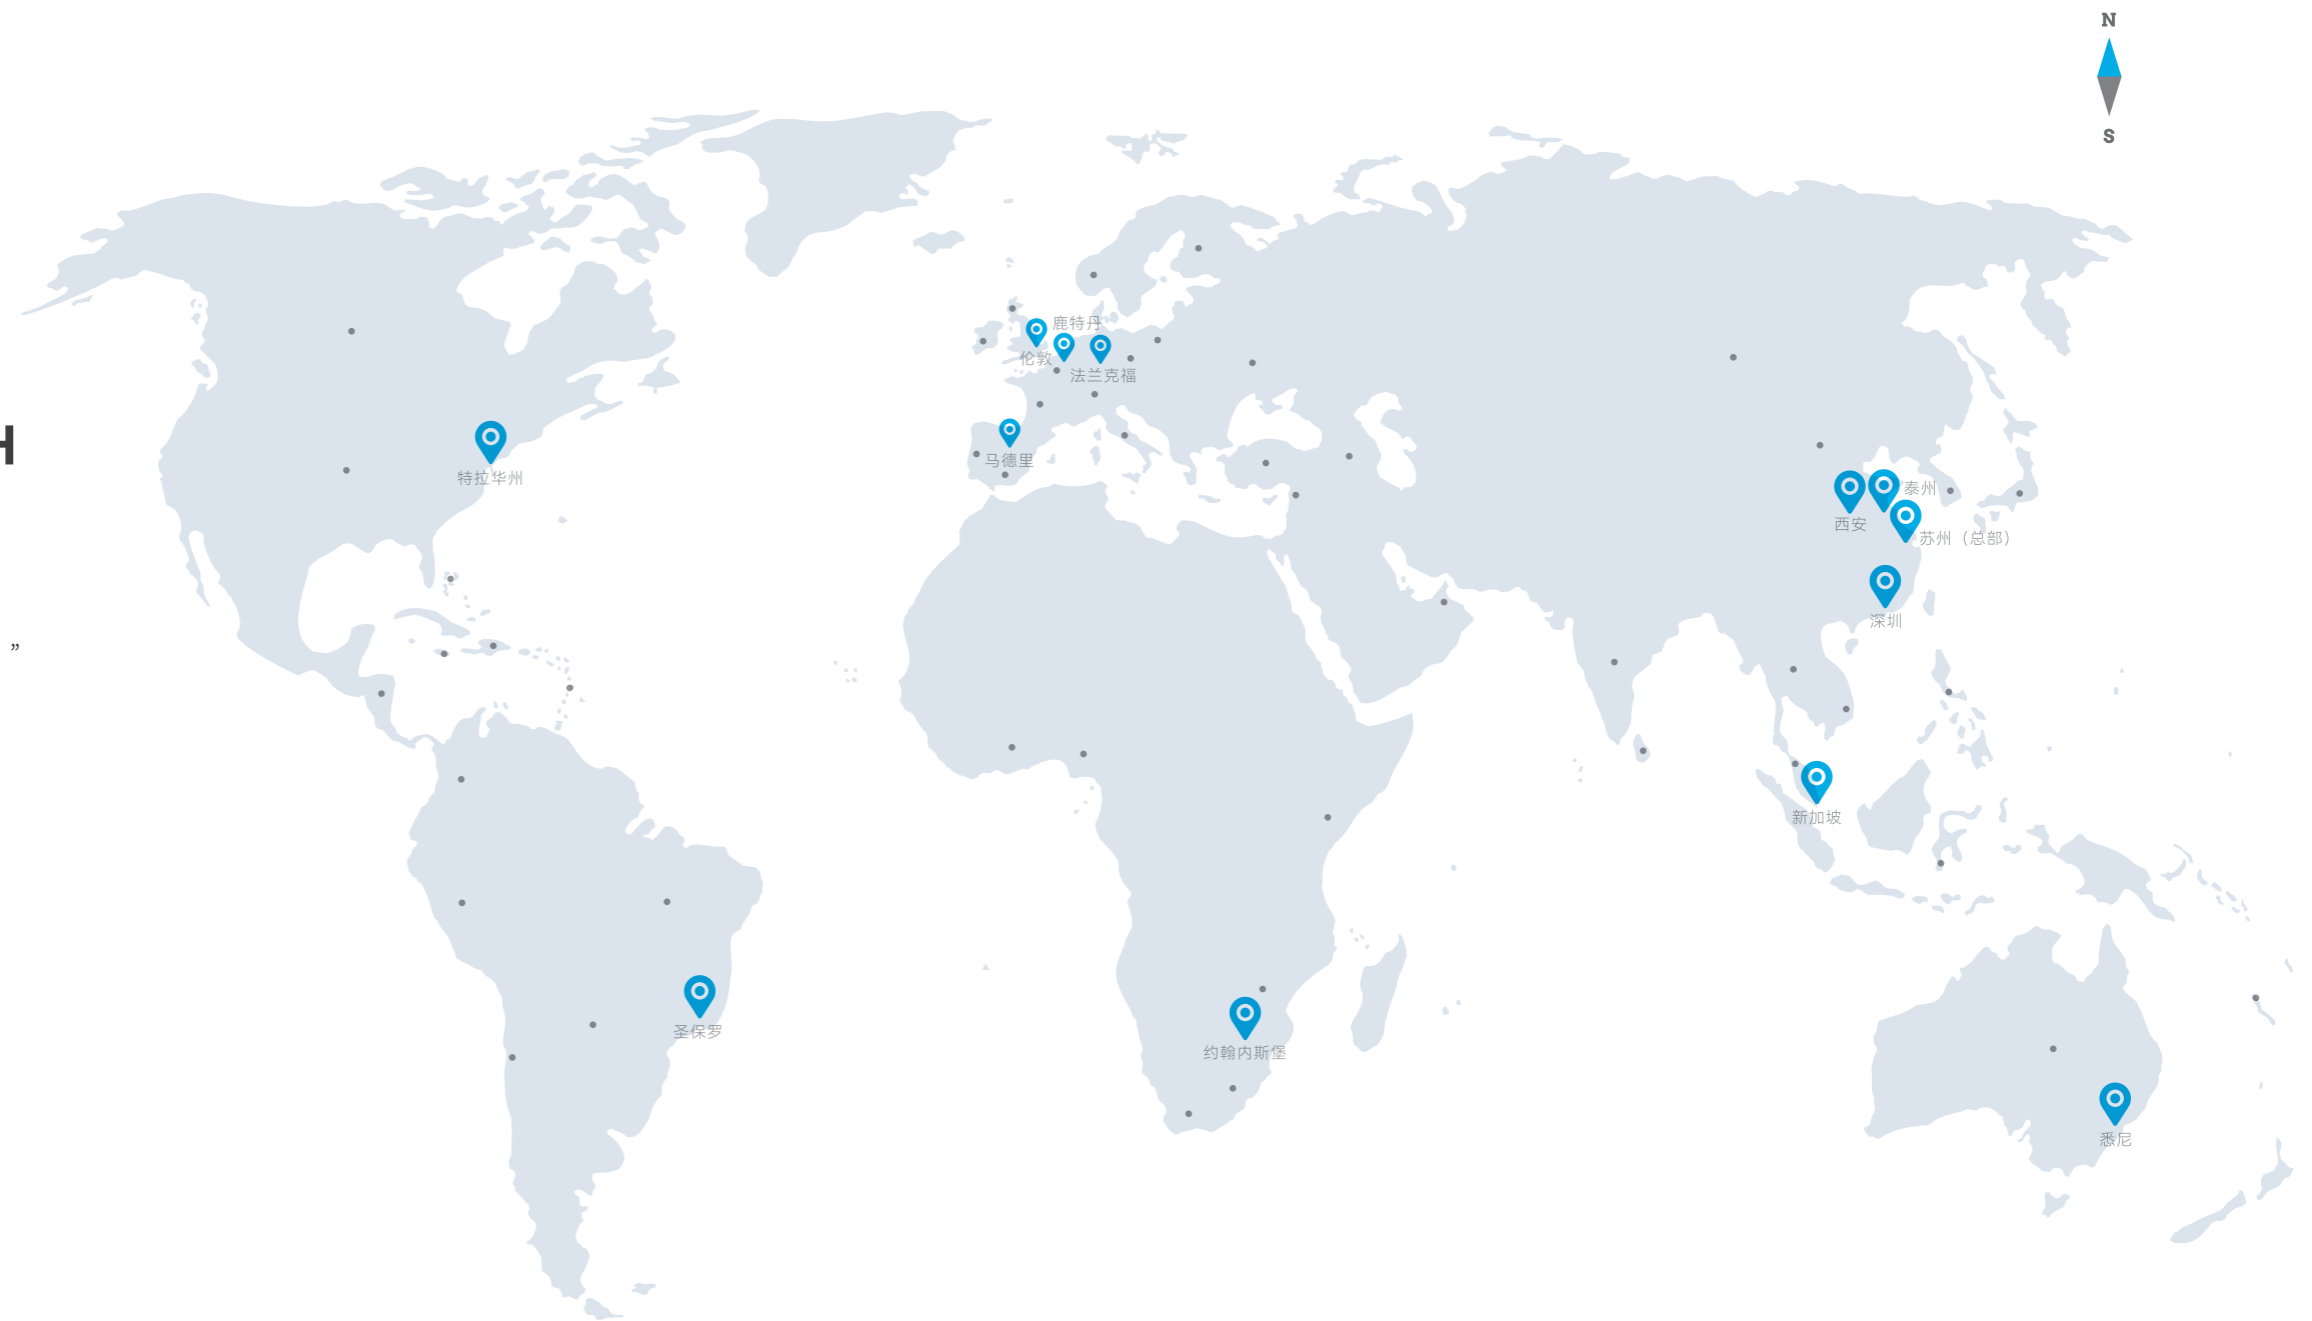 N
S
鹿特丹
伦敦
法兰克福
H
马德里
特拉华州
泰州
西安
苏州（总部）
深圳
”
新加坡
圣保罗
约翰内斯堡
悉尼